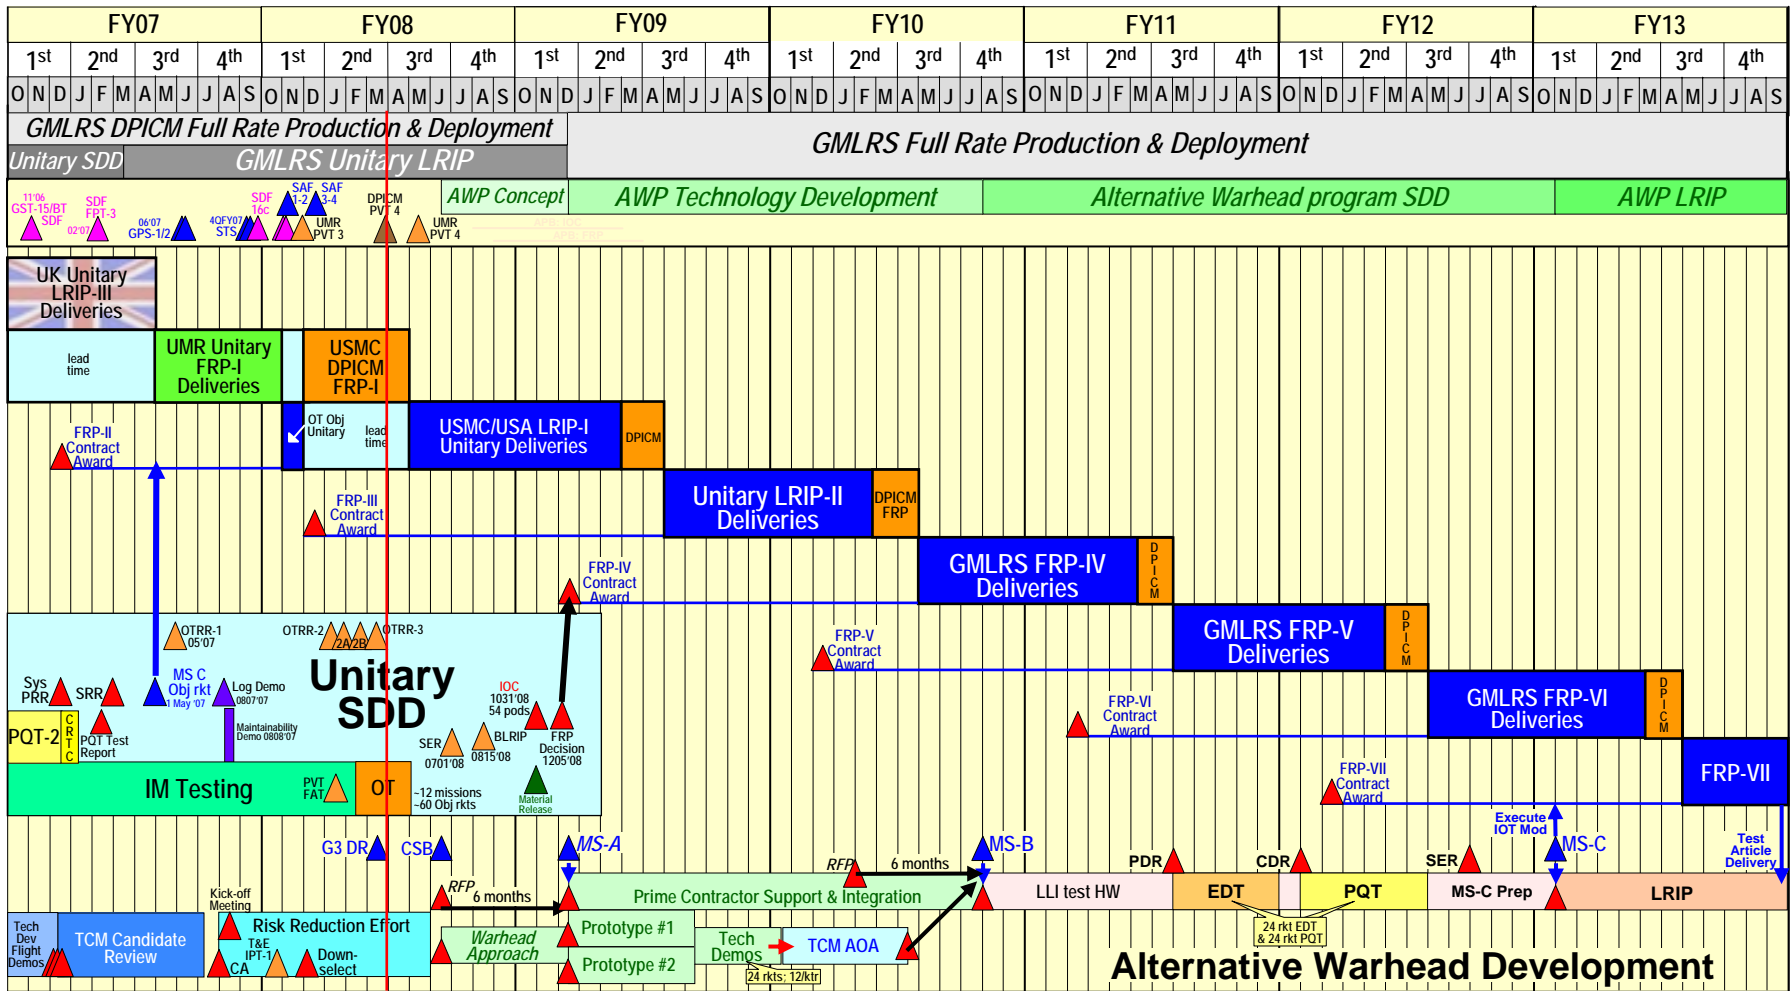 FY07 FY08 FY09 FY10 FY11 FY12 FY13
1st 2nd 3rd 4th 1st 2nd 3rd 4th 1st 2nd 3rd 4th 1st 2nd 3rd 4th 1st 2nd 3rd 4th 1st 2nd 3rd 4th 1st 2nd 3rd 4th
O N D J F M A M J J A S O N D J F M A M J J A S O N D J F M A M J J A S O N D J F M A M J J A S O N D J F M A M J J A S O N D J F M A M J J A S O N D J F M A M J J A S
GMLRS DPICM Full Rate Production & Deployment
GMLRS Full Rate Production & Deployment
Unitary SDD
GMLRS Unitary LRIP
AWP Concept
AWP Technology Development
Alternative Warhead program SDD
AWP LRIP
11'06
GST-15/BT
SDF
SDF
FPT-3
02'07
06'07
GPS-1/2
4QFY07
STS
SDF
16c
SAF
1-2
SAF
3-4
UMR
PVT 3
DPICM
PVT 4
UMR
PVT 4
UK Unitary
LRIP-III
Deliveries
lead
time
UMR Unitary
FRP-I
Deliveries
USMC
DPICM
FRP-I
FRP-II
Contract
Award
OT Obj
Unitary
lead
time
USMC/USA LRIP-I
Unitary Deliveries
DPICM
FRP-III
Contract
Award
Unitary LRIP-II
Deliveries
DPICM
FRP
FRP-IV
Contract
Award
GMLRS FRP-IV
Deliveries
DPICM
FRP-V
Contract
Award
GMLRS FRP-V
Deliveries
DPICM
FRP-VI
Contract
Award
GMLRS FRP-VI
Deliveries
DPICM
FRP-VII
Contract
Award
FRP-VII
OTRR-1
05'07
OTRR-2
2A/2B
OTRR-3
Unitary
SDD
Sys
PRR
SRR
MS C
Obj rkt
1 May '07
Log Demo
0807'07
IOC
1031'08
54 pods
PQT-2
CRTC
PQT Test
Report
Maintainability
Demo 0808'07
SER
0701'08
BLRIP
0815'08
FRP
Decision
1205'08
IM Testing
PVT
FAT
OT
~12 missions
~60 Obj rkts
Material
Release
G3 DR
CSB
MS-A
MS-B
PDR
CDR
SER
Execute
IOT Mod
MS-C
Test
Article
Delivery
RFP
6 months
RFP
6 months
Prime Contractor Support & Integration
LLI test HW
EDT
PQT
MS-C Prep
LRIP
24 rkt EDT
& 24 rkt PQT
Kick-off
Meeting
Tech
Dev
Flight
Demos
TCM Candidate
Review
CA
Risk Reduction Effort
T&E
IPT-1
Down-
select
Warhead
Approach
Prototype #1
Prototype #2
Tech
Demos
24 rkts; 12/ktr
TCM AOA
Alternative Warhead Development